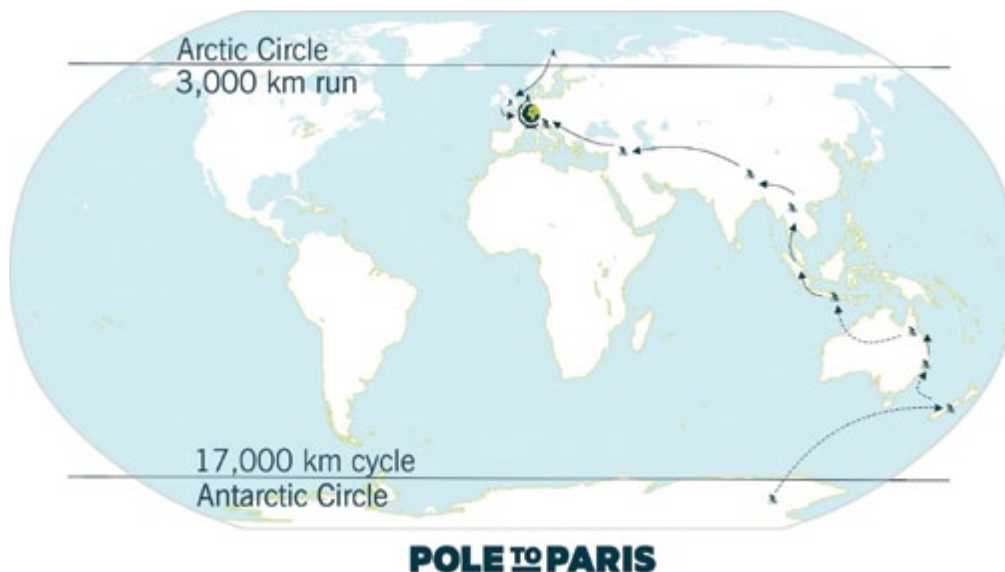 Arctic Circle
3,000 km run
17,000 km cycle
Antarctic Circle
POLE TO PARIS